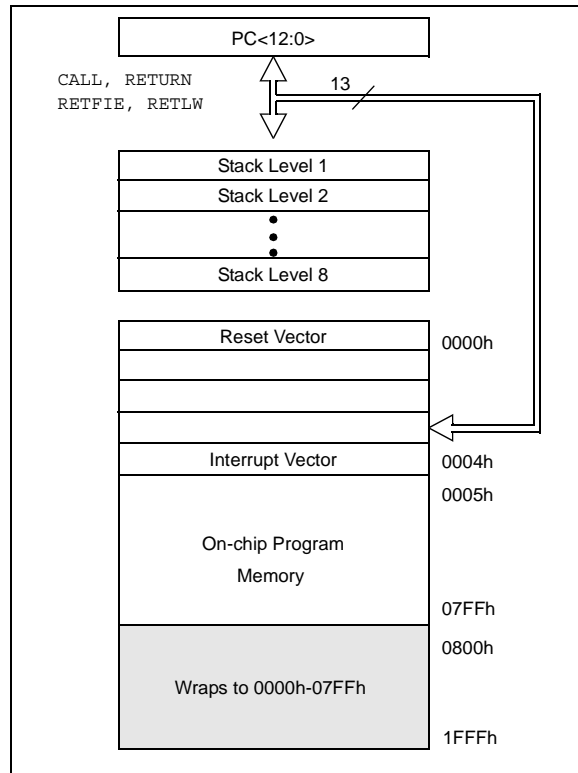 PC<12:0>
CALL, RETURN
RETFIE, RETLW
13
Stack Level 1
Stack Level 2
Stack Level 8
Reset Vector
0000h
Interrupt Vector
0004h
0005h
On-chip Program
Memory
07FFh
0800h
Wraps to 0000h-07FFh
1FFFh